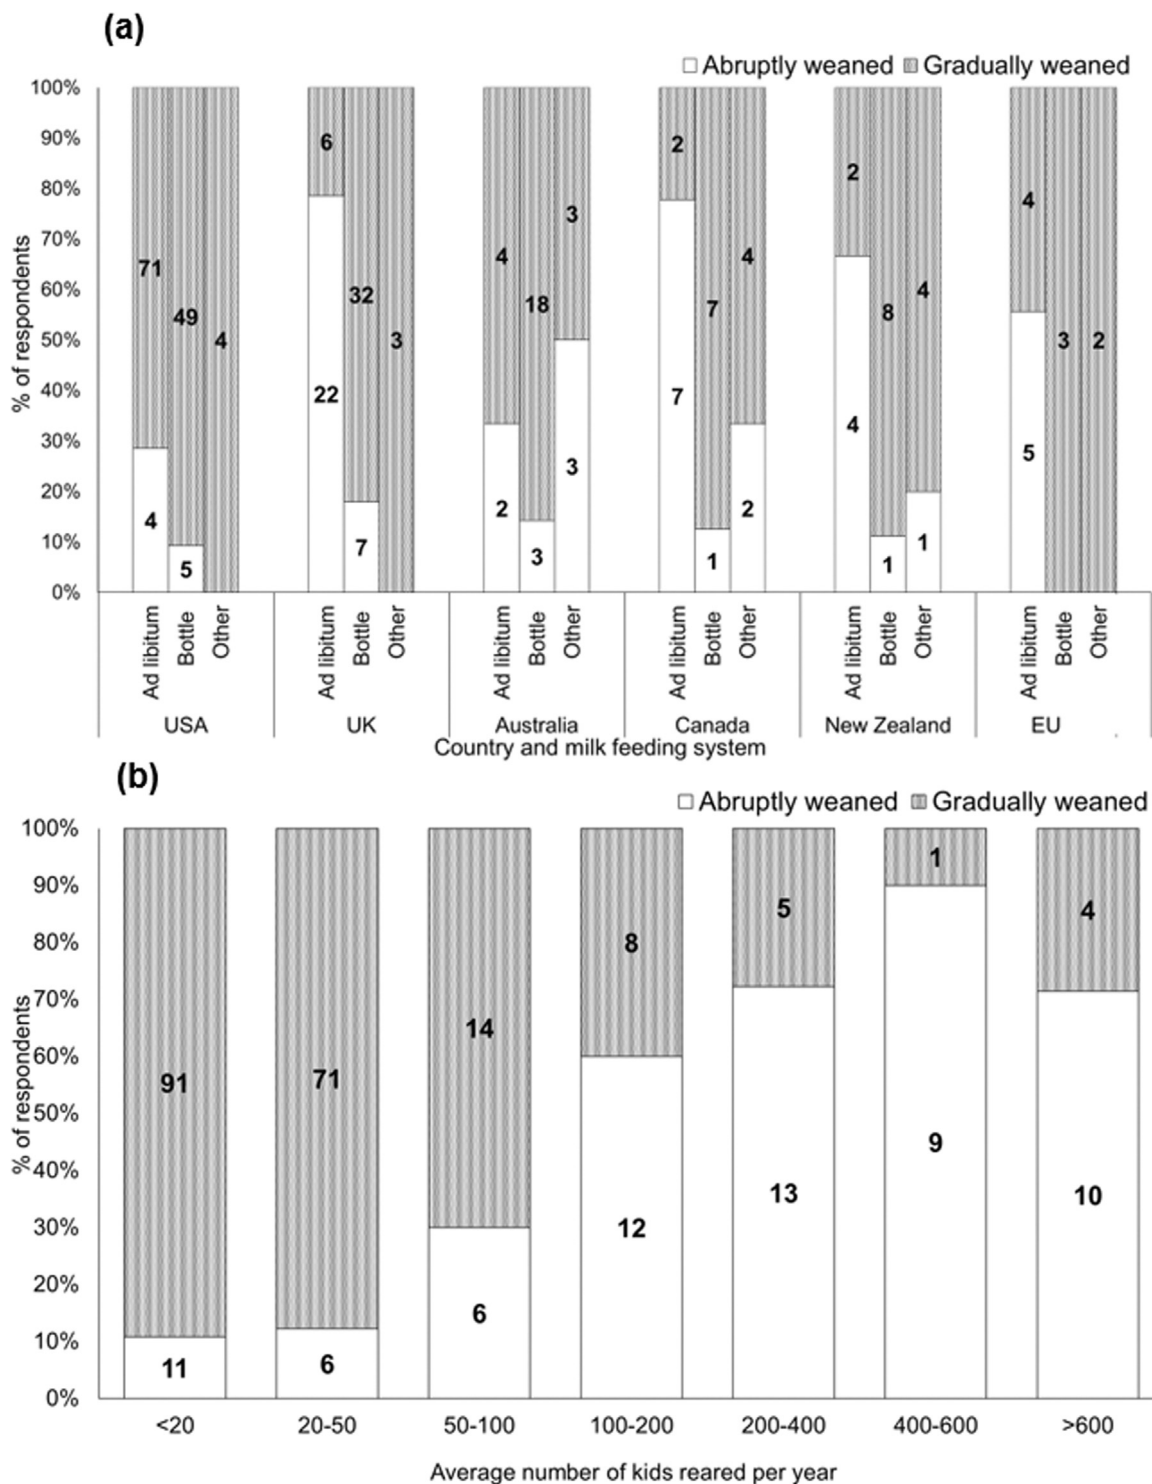 (a)
Abruptly weaned Gradually weaned
100%
90%
80%
70%
60%
50%
40%
30%
20%
10%
0%
% of respondents
71 4 49 5 4
6 22 32 7 3
4 2 18 3 3 3
2 7 7 1 4 2
2 4 8 1 4 1
4 5 3 2
Ad libitum Bottle Other Ad libitum Bottle Other Ad libitum Bottle Other Ad libitum Bottle Other Ad libitum Bottle Other Ad libitum Bottle Other
USA UK Australia Canada New Zealand EU
Country and milk feeding system
(b)
Abruptly weaned Gradually weaned
100%
90%
80%
70%
60%
50%
40%
30%
20%
10%
0%
% of respondents
91 11
71 6
14 6
8 12
5 13
1 9
4 10
<20 20-50 50-100 100-200 200-400 400-600 >600
Average number of kids reared per year